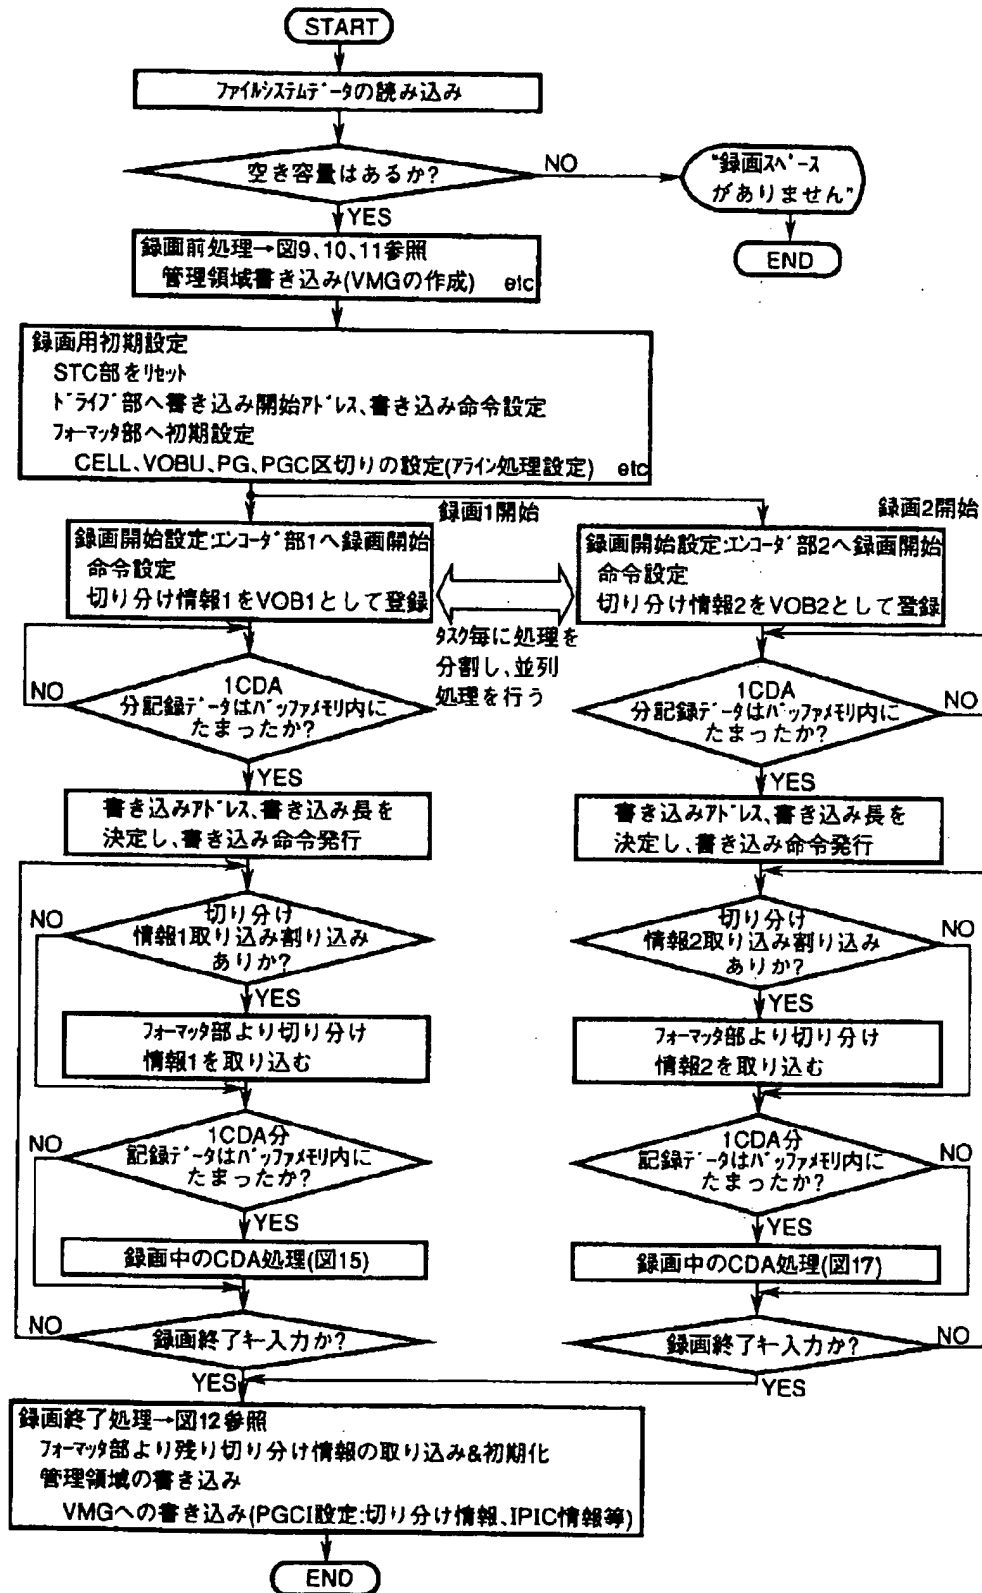 START
ファイルシステムデータの読み込み
空き容量はあるか?
NO
"録画スペース
がありません"
END
YES
録画前処理→図9、10、11参照
管理領域書き込み(VMGの作成) etc
録画用初期設定
STC部をリセット
ドライブ部へ書き込み開始アドレス、書き込み命令設定
フォーマッタ部へ初期設定
CELL、VOBU、PG、PGC区切りの設定(アライン処理設定) etc
録画1開始
録画2開始
録画開始設定:エンコーダ部1へ録画開始
命令設定
切り分け情報1をVOB1として登録
タスク毎に処理を
分割し、並列
処理を行う
録画開始設定:エンコーダ部2へ録画開始
命令設定
切り分け情報2をVOB2として登録
NO
1CDA
分記録データはバッファメモリ内に
たまったか?
YES
書き込みアドレス、書き込み長を
決定し、書き込み命令発行
NO
切り分け
情報1取り込み割り込み
ありか?
YES
フォーマッタ部より切り分け
情報1を取り込む
NO
1CDA分
記録データはバッファメモリ内に
たまったか?
YES
録画中のCDA処理(図15)
NO
録画終了キー入力か?
YES
1CDA
分記録データはバッファメモリ内に
たまったか?
NO
YES
書き込みアドレス、書き込み長を
決定し、書き込み命令発行
切り分け
情報2取り込み割り込み
ありか?
NO
YES
フォーマッタ部より切り分け
情報2を取り込む
1CDA分
記録データはバッファメモリ内に
たまったか?
NO
YES
録画中のCDA処理(図17)
録画終了キー入力か?
NO
YES
録画終了処理→図12参照
フォーマッタ部より残り切り分け情報の取り込み&初期化
管理領域の書き込み
VMGへの書き込み(PGCI設定:切り分け情報、IPIC情報等)
END